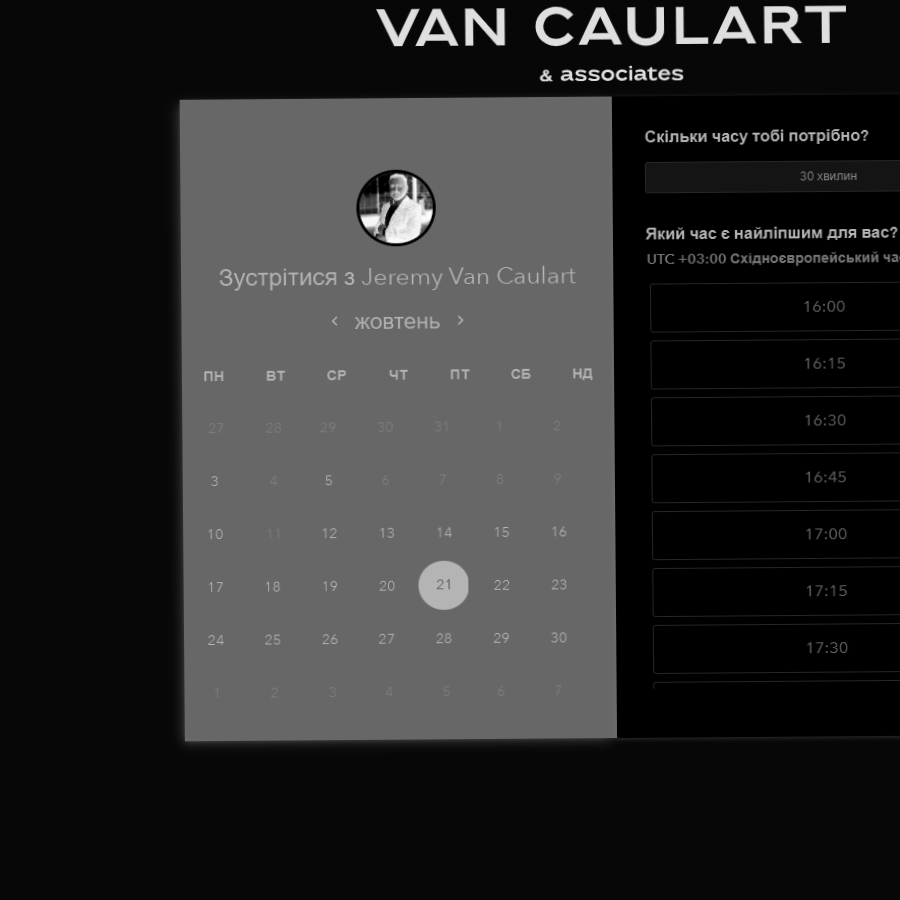 VAN CAULART
& associates
Зустрітися з Jeremy Van Caulart
жовтень
ПН ВТ СР ЧТ ПТ СБ НД
27 28 29 30 31 1 2
3 4 5 6 7 8 9
10 11 12 13 14 15 16
17 18 19 20 21 22 23
24 25 26 27 28 29 30
1 2 3 4 5 6 7
Скільки часу тобі потрібно?
30 хвилин
Який час є найліпшим для вас?
UTC +03:00 Східноєвропейський ча
16:00
16:15
16:30
16:45
17:00
17:15
17:30